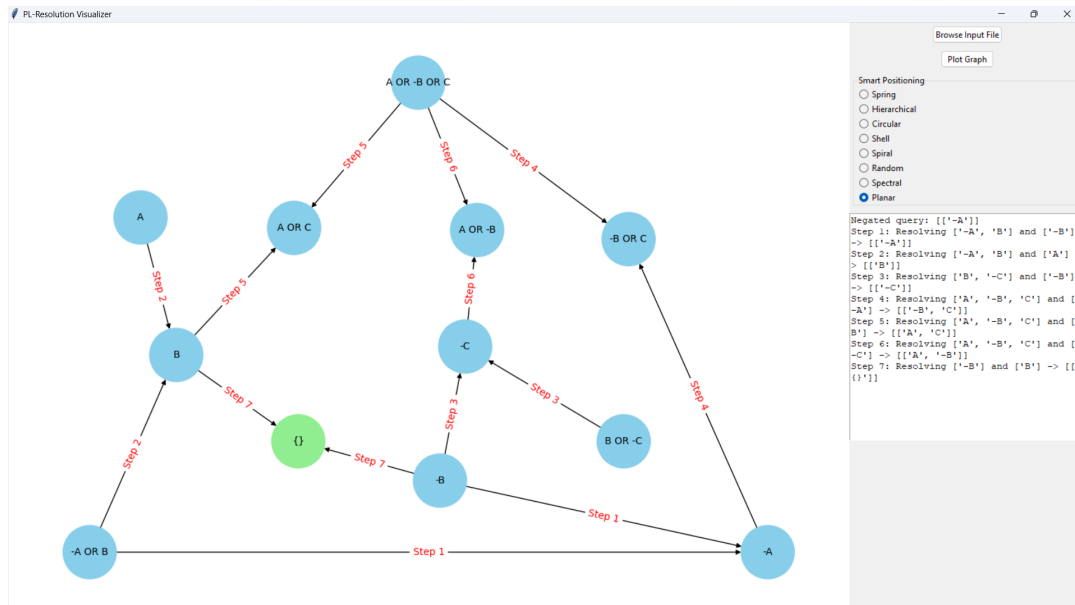 PL-Resolution Visualizer
Browse Input File
Plot Graph
Smart Positioning
Spring
Hierarchical
Circular
Shell
Spiral
Random
Spectral
Planar
A OR -B OR C
Step 5
Step 6
Step 4
A
A OR C
A OR -B
-B OR C
Step 2
Step 5
Step 6
B
-C
Step 7
Step 3
Step 3
Step 4
{}
B OR -C
Step 2
Step 7
-B
Step 1
-A OR B
Step 1
-A
Negated query: [['-A']]
Step 1: Resolving ['-A', 'B'] and ['-B']
-> [['-A']]
Step 2: Resolving ['-A', 'B'] and ['A']
> [['B']]
Step 3: Resolving ['B', '-C'] and ['-B']
-> [['-C']]
Step 4: Resolving ['A', '-B', 'C'] and [
-A'] -> [['-B', 'C']]
Step 5: Resolving ['A', '-B', 'C'] and [
B'] -> [['A', 'C']]
Step 6: Resolving ['A', '-B', 'C'] and [
-C'] -> [['A', '-B']]
Step 7: Resolving ['-B'] and ['B'] -> [[
{}']]